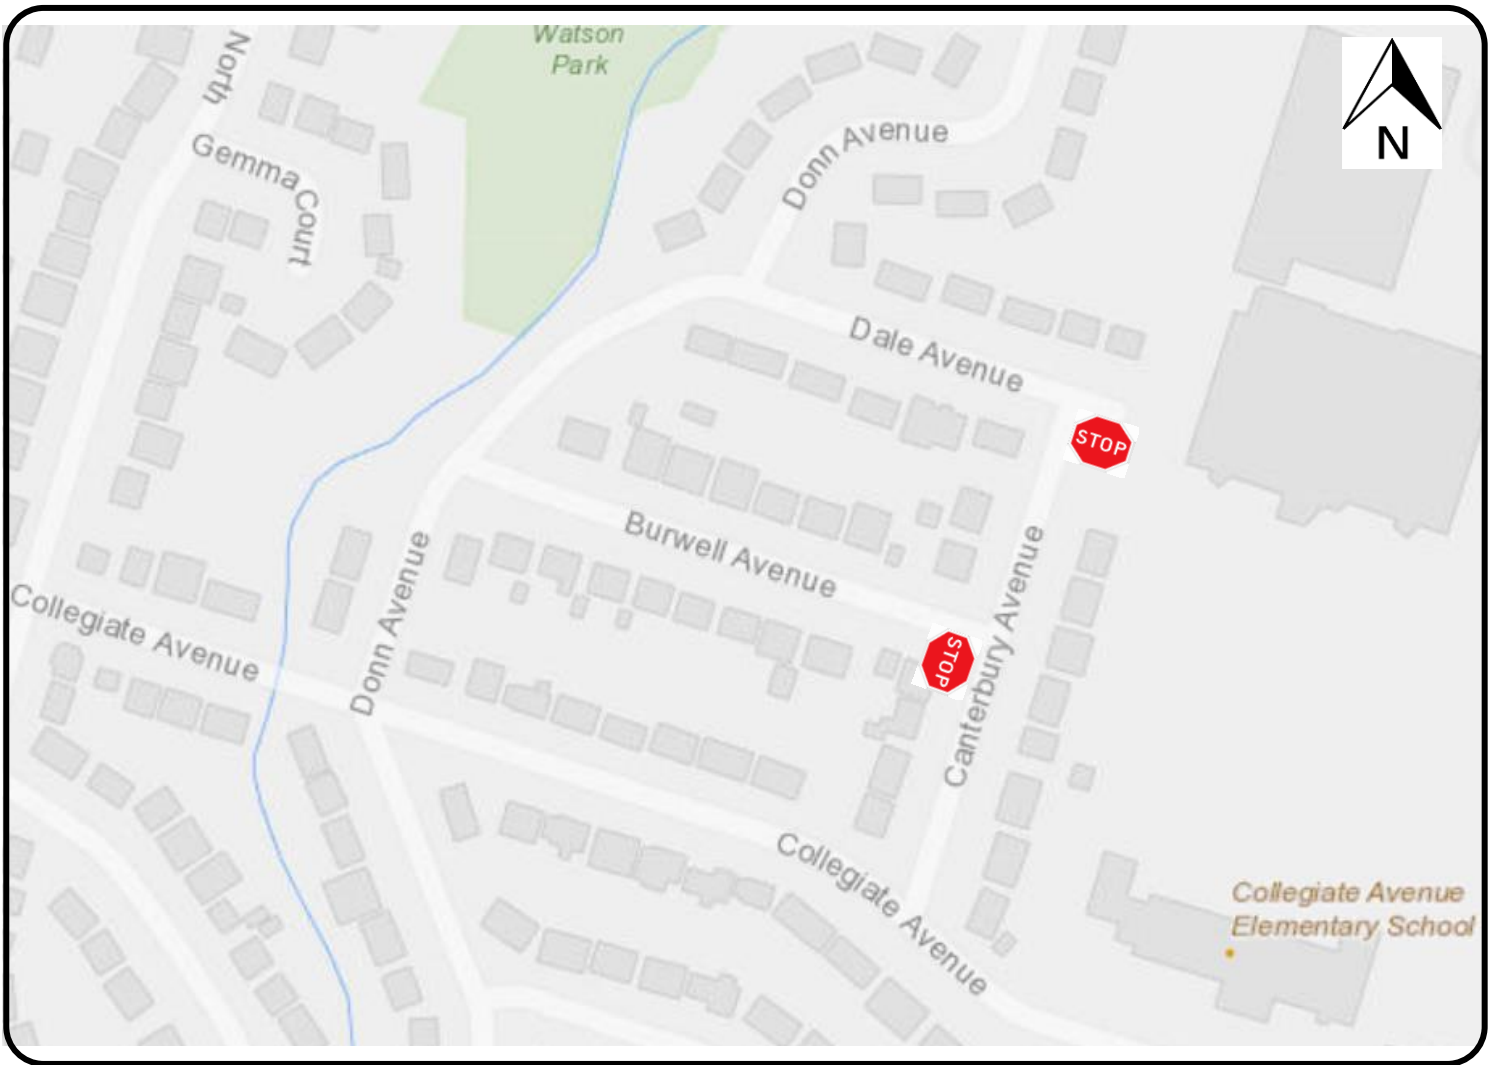 Watson
Park
North
Gemma Court
Donn Avenue
N
Dale Avenue
STOP
Burwell Avenue
Donn Avenue
Canterbury Avenue
STOP
Collegiate Avenue
Collegiate Avenue
Collegiate Avenue
Elementary School